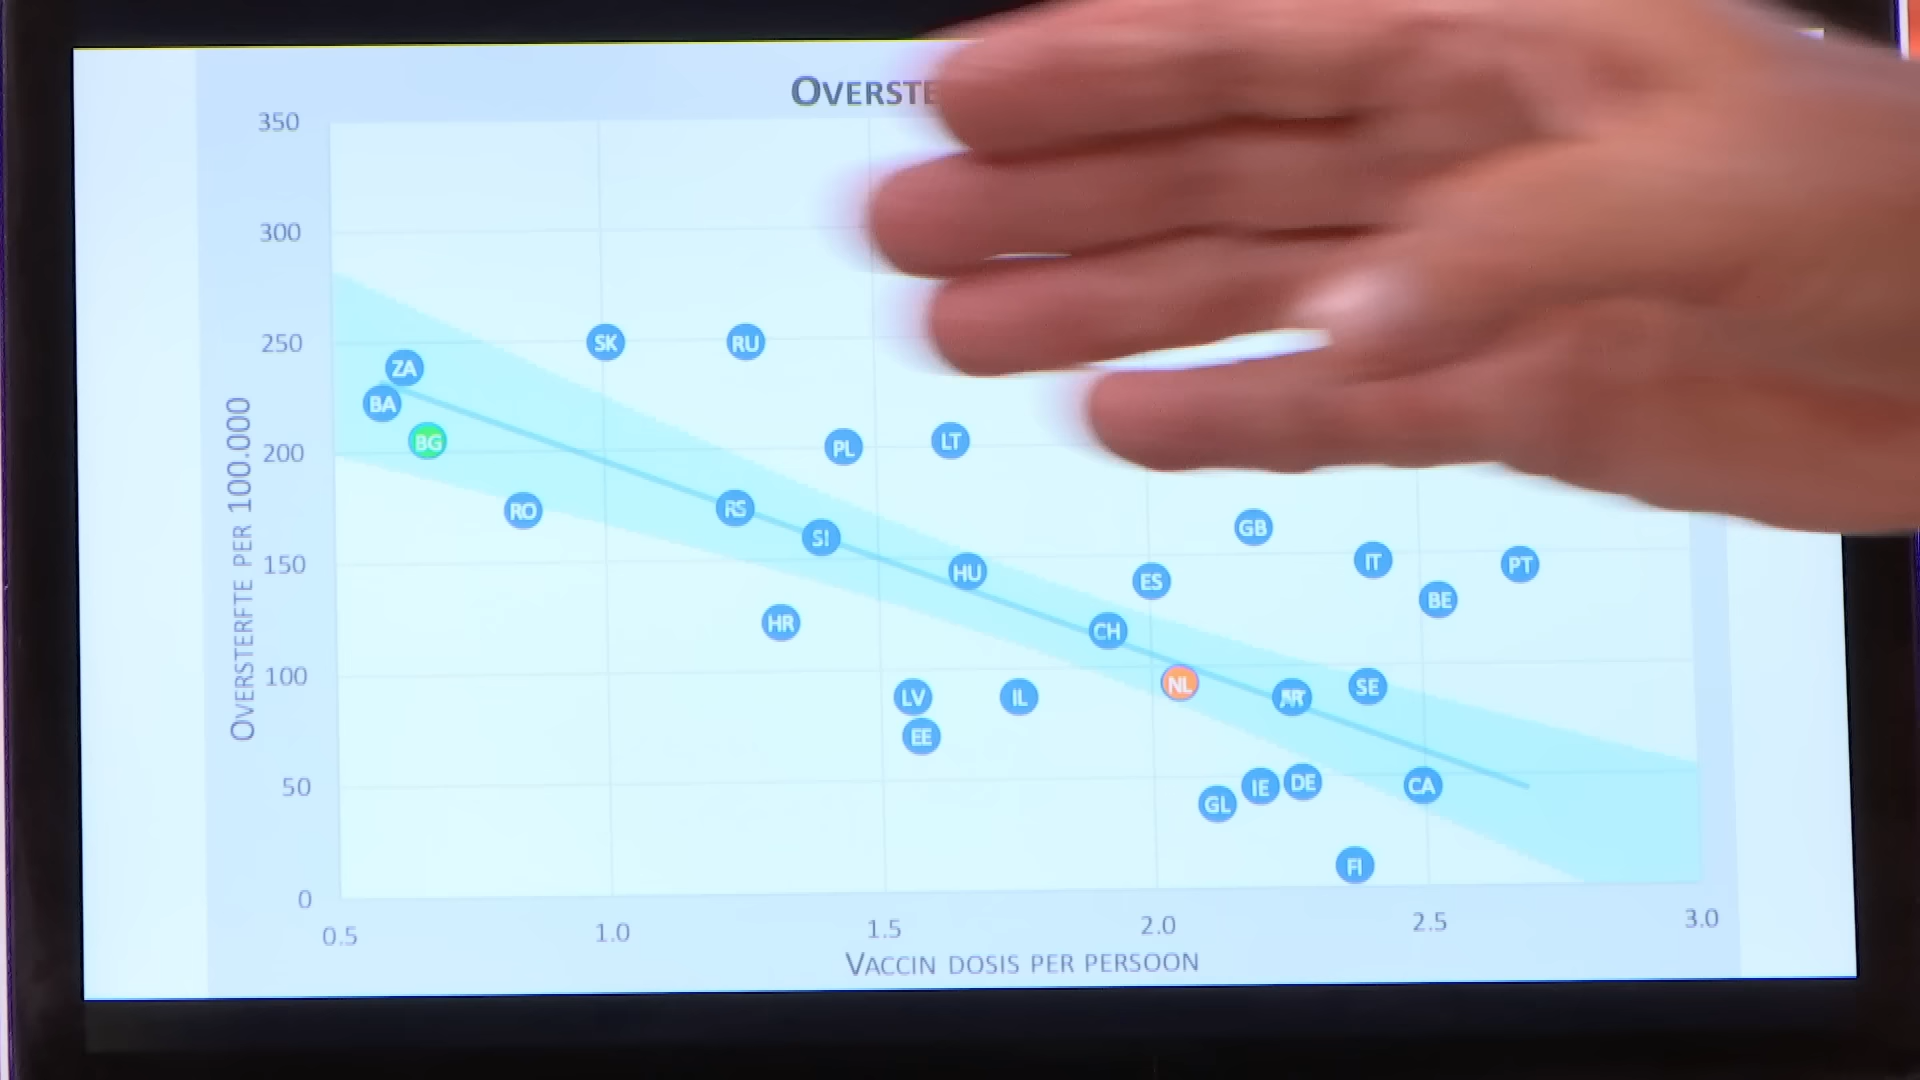 OVERSTE
350
300
250
200
150
100
50
0
OVERSTERFTE PER 100.000
SK
RU
ZA
BA
BG
PL
LT
RO
RS
SI
GB
IT
PT
HU
ES
BE
HR
CH
NL
SE
LV
IL
EE
IE
DE
CA
GL
FI
0.5
1.0
1.5
2.0
2.5
3.0
VACCIN DOSIS PER PERSOON